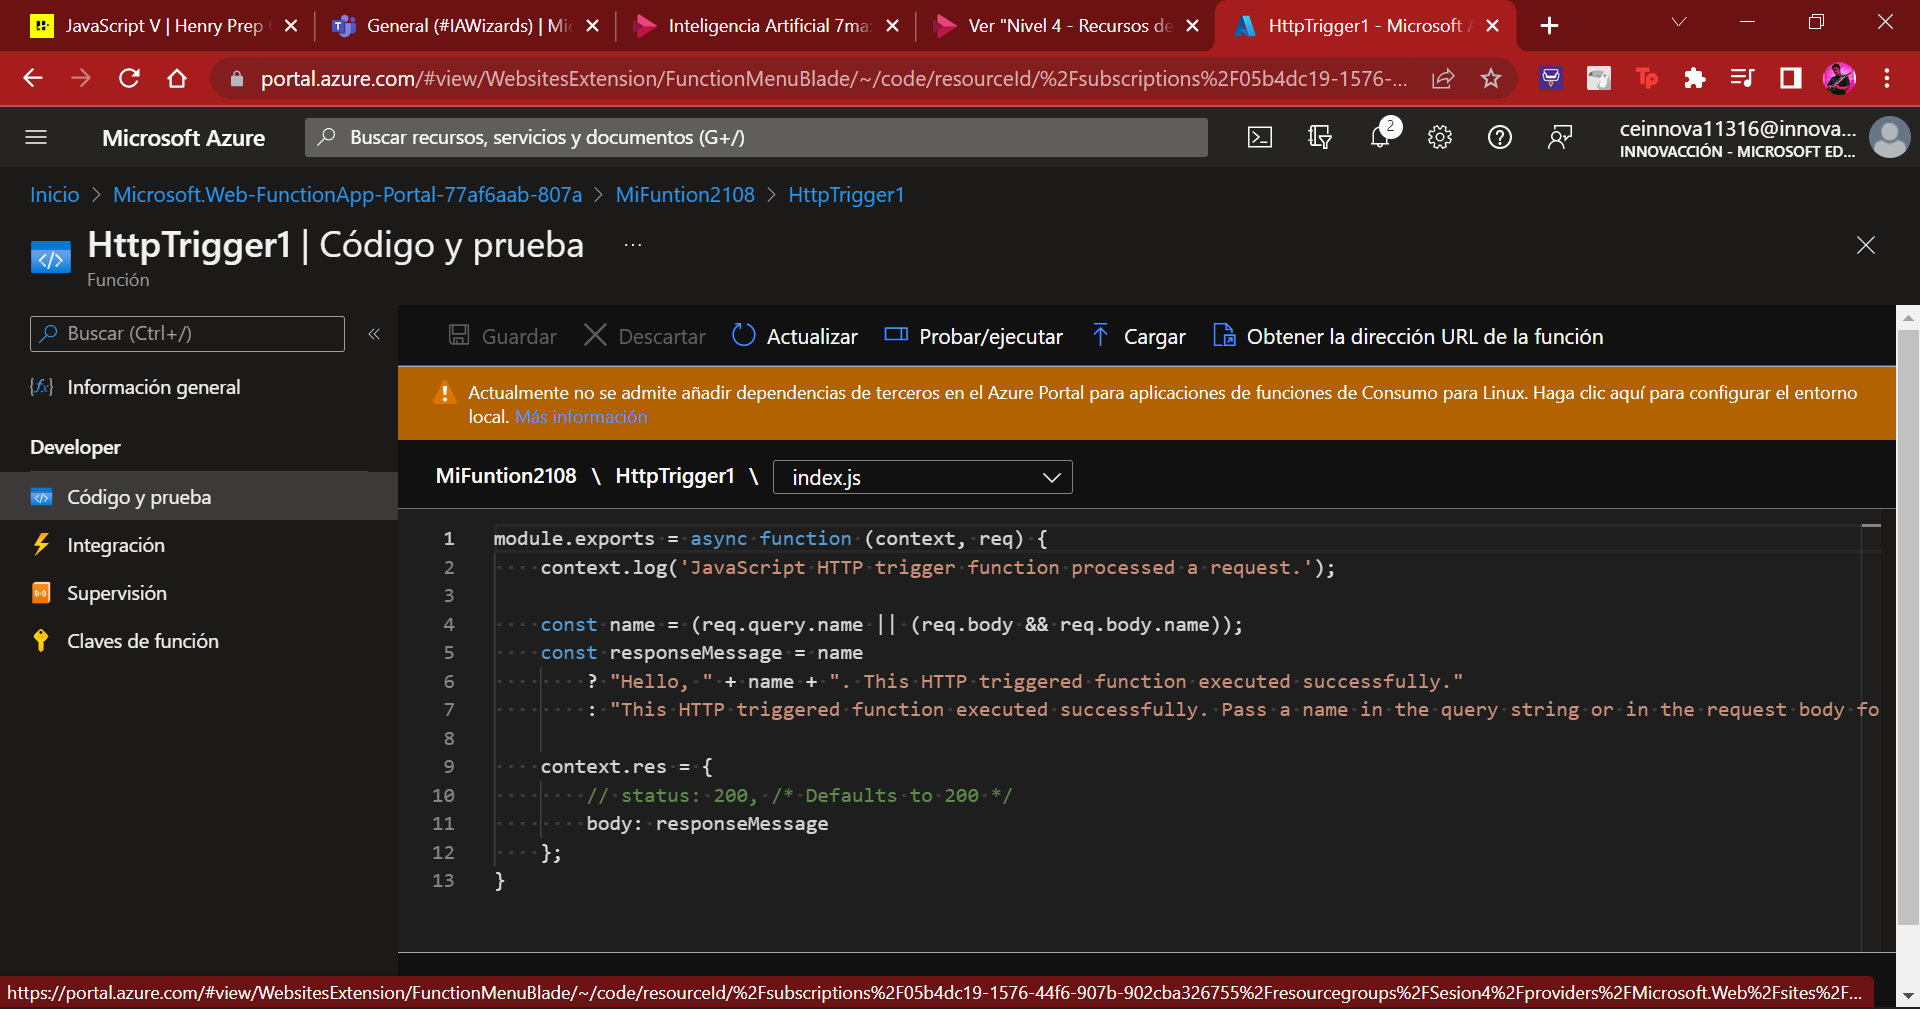 JavaScript V | Henry Prep
General (#IAWizards) | Mi
Inteligencia Artificial 7ma
Ver "Nivel 4 - Recursos de
HttpTrigger1 - Microsoft A
portal.azure.com/#view/WebsitesExtension/FunctionMenuBlade/~/code/resourceId/%2Fsubscriptions%2F05b4dc19-1576-...
Microsoft Azure
Buscar recursos, servicios y documentos (G+/)
2
ceinnova11316@innova...
INNOVACCIÓN - MICROSOFT ED...
Inicio > Microsoft.Web-FunctionApp-Portal-77af6aab-807a > MiFuntion2108 > HttpTrigger1
HttpTrigger1 | Código y prueba ...
Función
Buscar (Ctrl+/)
«
Información general
Developer
Código y prueba
Integración
Supervisión
Claves de función
Guardar
Descartar
Actualizar
Probar/ejecutar
Cargar
Obtener la dirección URL de la función
Actualmente no se admite añadir dependencias de terceros en el Azure Portal para aplicaciones de funciones de Consumo para Linux. Haga clic aquí para configurar el entorno
local. Más información
MiFuntion2108 \ HttpTrigger1 \ index.js
1 module.exports = async function (context, req) {
2 context.log('JavaScript HTTP trigger function processed a request.');
3
4 const name = (req.query.name || (req.body && req.body.name));
5 const responseMessage = name
6 ? "Hello, " + name + ". This HTTP triggered function executed successfully."
7 : "This HTTP triggered function executed successfully. Pass a name in the query string or in the request body fo
8
9 context.res = {
10 // status: 200, /* Defaults to 200 */
11 body: responseMessage
12 };
13 }
https://portal.azure.com/#view/WebsitesExtension/FunctionMenuBlade/~/code/resourceId/%2Fsubscriptions%2F05b4dc19-1576-44f6-907b-902cba326755%2Fresourcegroups%2FSesion4%2Fproviders%2FMicrosoft.Web%2Fsites%2F...